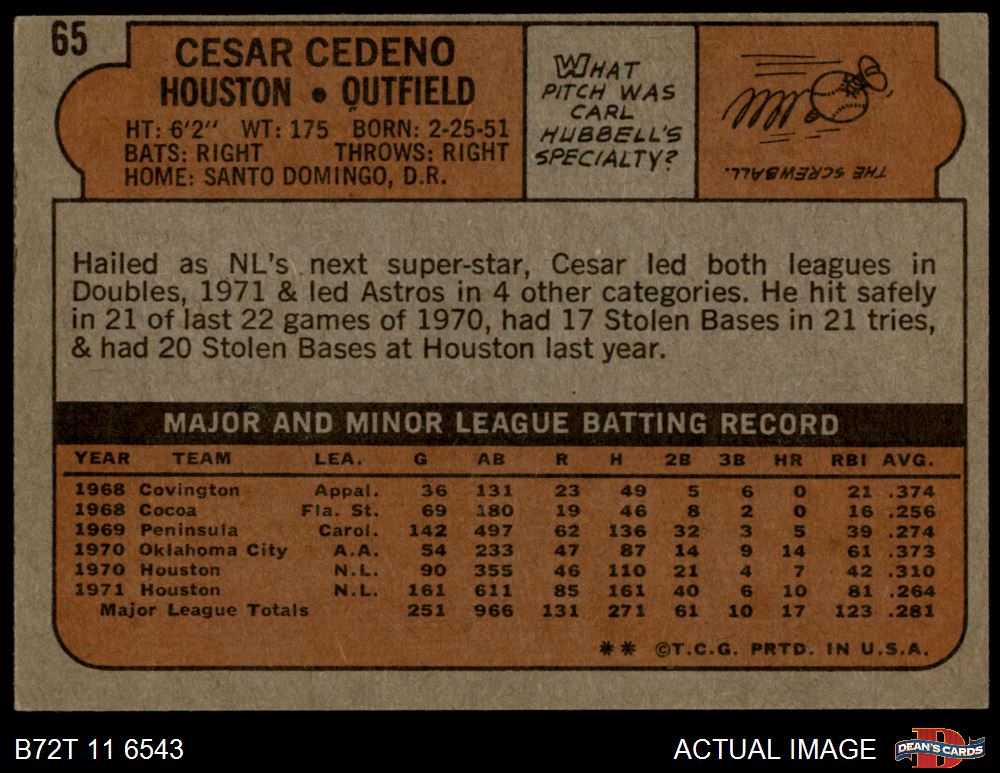 65
CESAR CEDENO
HOUSTON • OUTFIELD
HT: 6'2" WT: 175 BORN: 2-25-51
BATS: RIGHT THROWS: RIGHT
HOME: SANTO DOMINGO, D.R.
WHAT
PITCH WAS
CARL
HUBBELL'S
SPECIALTY?
THE SCREWBALL.
Hailed as NL's next super-star, Cesar led both leagues in
Doubles, 1971 & led Astros in 4 other categories. He hit safely
in 21 of last 22 games of 1970, had 17 Stolen Bases in 21 tries,
& had 20 Stolen Bases at Houston last year.
MAJOR AND MINOR LEAGUE BATTING RECORD
YEAR TEAM LEA. G AB R H 2B 3B HR RBI AVG.
1968 Covington Appal. 36 131 23 49 5 6 0 21 .374
1968 Cocoa Fla. St. 69 180 19 46 8 2 0 16 .256
1969 Peninsula Carol. 142 497 62 136 32 3 5 39 .274
1970 Oklahoma City A.A. 54 233 47 87 14 9 14 61 .373
1970 Houston N.L. 90 355 46 110 21 4 7 42 .310
1971 Houston N.L. 161 611 85 161 40 6 10 81 .264
Major League Totals 251 966 131 271 61 10 17 123 .281
** ©T.C.G. PRTD. IN U.S.A.
B72T 11 6543
ACTUAL IMAGE
D
DEAN'S CARDS